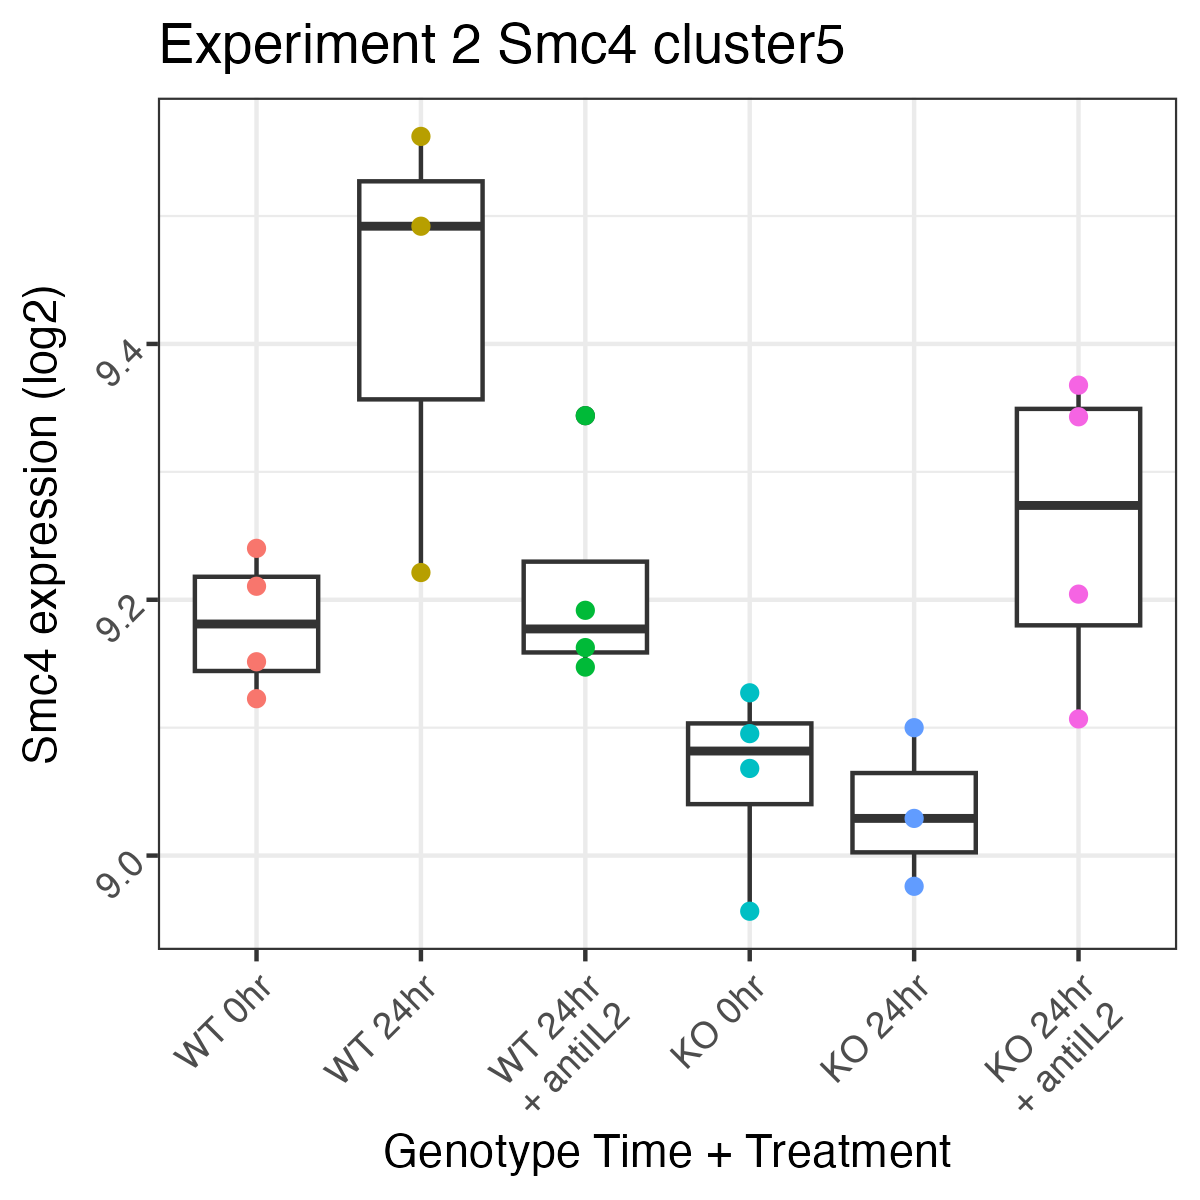 Experiment 2 Smc4 cluster5
Smc4 expression (log2)
9.4
9.2
9.0
WT 0hr
WT 24hr
WT 24hr
+ antiIL2
KO 0hr
KO 24hr
KO 24hr
+ antiIL2
Genotype Time + Treatment